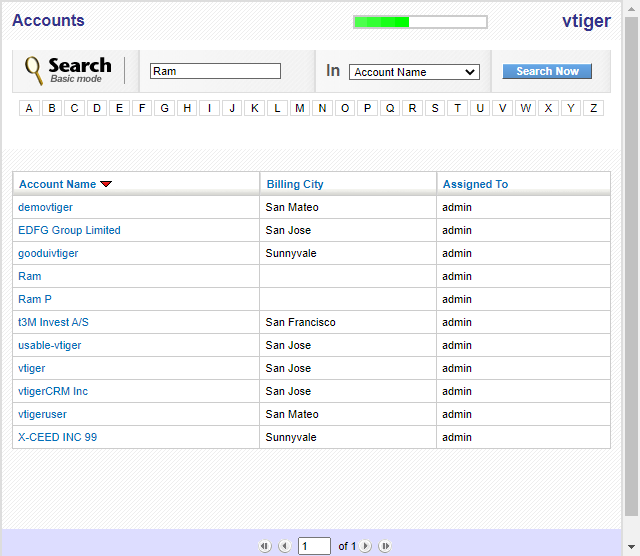 Accounts vtiger
Search Basic mode Ram In Account Name Search Now
A B C D E F G H I J K L M N O P Q R S T U V W X Y Z
Account Name Billing City Assigned To
demovtiger San Mateo admin
EDFG Group Limited San Jose admin
gooduivtiger Sunnyvale admin
Ram admin
Ram P admin
t3M Invest A/S San Francisco admin
usable-vtiger San Jose admin
vtiger San Jose admin
vtigerCRM Inc San Jose admin
vtigeruser San Mateo admin
X-CEED INC 99 Sunnyvale admin
1 of 1